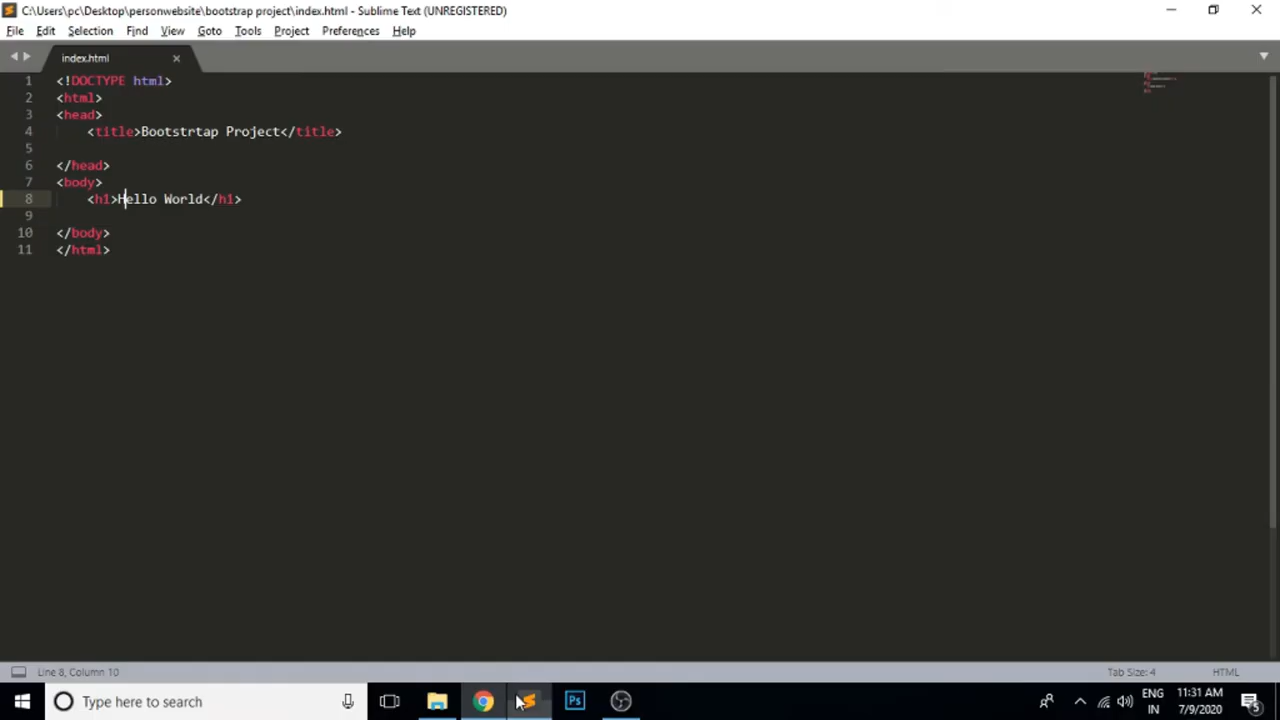 C:\Users\pc\Desktop\personwebsite\bootstrap project\index.html - Sublime Text (UNREGISTERED)
File Edit Selection Find View Goto Tools Project Preferences Help
index.html
1 <!DOCTYPE html>
2 <html>
3 <head>
4 <title>Bootstrtap Project</title>
5
6 </head>
7 <body>
8 <h1>Hello World</h1>
9
10 </body>
11 </html>
Line 8, Column 10 Tab Size: 4 HTML
Type here to search Ps ENG 11:31 AM
IN 7/9/2020 5